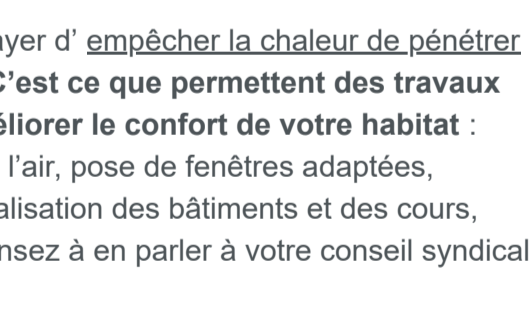 ayer d’ empêcher la chaleur de pénétrer
C’est ce que permettent des travaux
éliorer le confort de votre habitat :
l’air, pose de fenêtres adaptées,
alisation des bâtiments et des cours,
nsez à en parler à votre conseil syndical